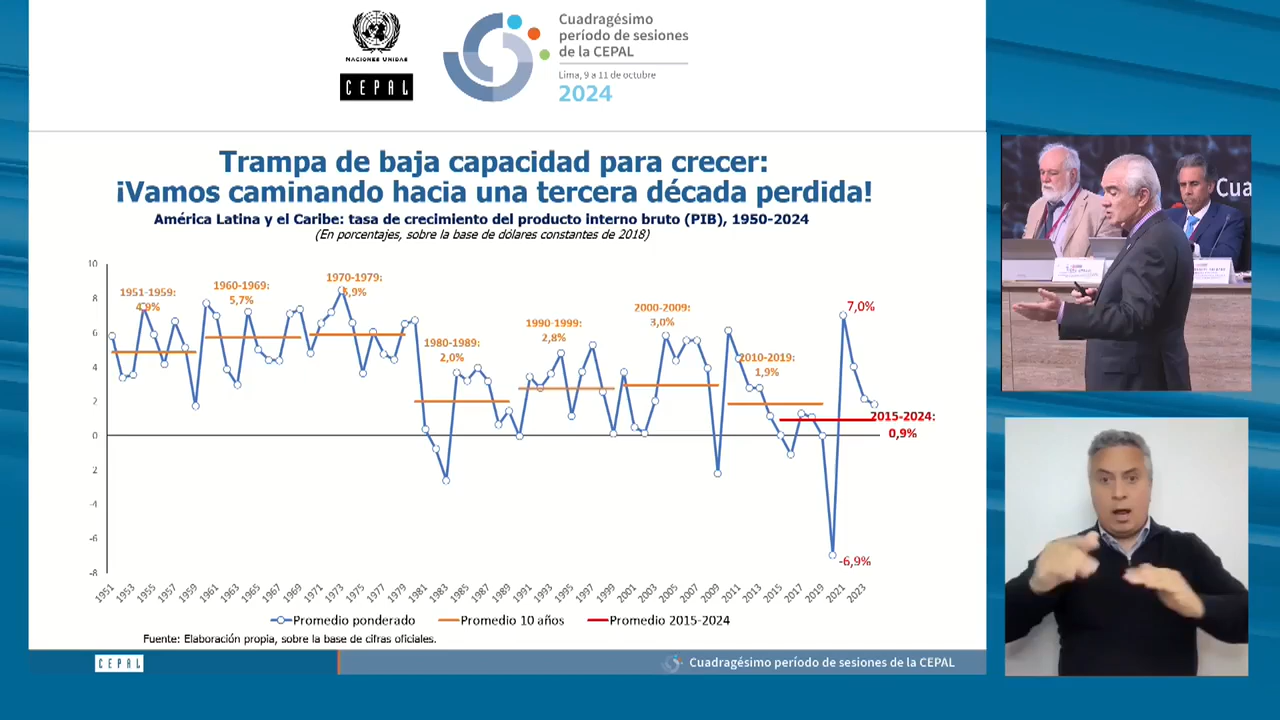 NACIONES UNIDAS
CEPAL
Cuadragésimo
período de sesiones
de la CEPAL
Lima, 9 a 11 de octubre
2024
Trampa de baja capacidad para crecer:
¡Vamos caminando hacia una tercera década perdida!
América Latina y el Caribe: tasa de crecimiento del producto interno bruto (PIB), 1950-2024
(En porcentajes, sobre la base de dólares constantes de 2018)
10
8
6
4
2
0
-2
-4
-6
-8
1951-1959:
4,9%
1960-1969:
5,7%
1970-1979:
5,9%
1980-1989:
2,0%
1990-1999:
2,8%
2000-2009:
3,0%
2010-2019:
1,9%
7,0%
2015-2024:
0,9%
-6,9%
1951 1953 1955 1957 1959 1961 1963 1965 1967 1969 1971 1973 1975 1977 1979 1981 1983 1985 1987 1989 1991 1993 1995 1997 1999 2001 2003 2005 2007 2009 2011 2013 2015 2017 2019 2021 2023
Promedio ponderado Promedio 10 años Promedio 2015-2024
Fuente: Elaboración propia, sobre la base de cifras oficiales.
CEPAL
Cuadragésimo período de sesiones de la CEPAL
Cua